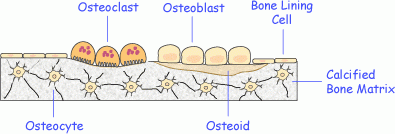 Osteoclast
Osteoblast
Bone Lining
Cell
Calcified
Bone Matrix
Osteocyte
Osteoid